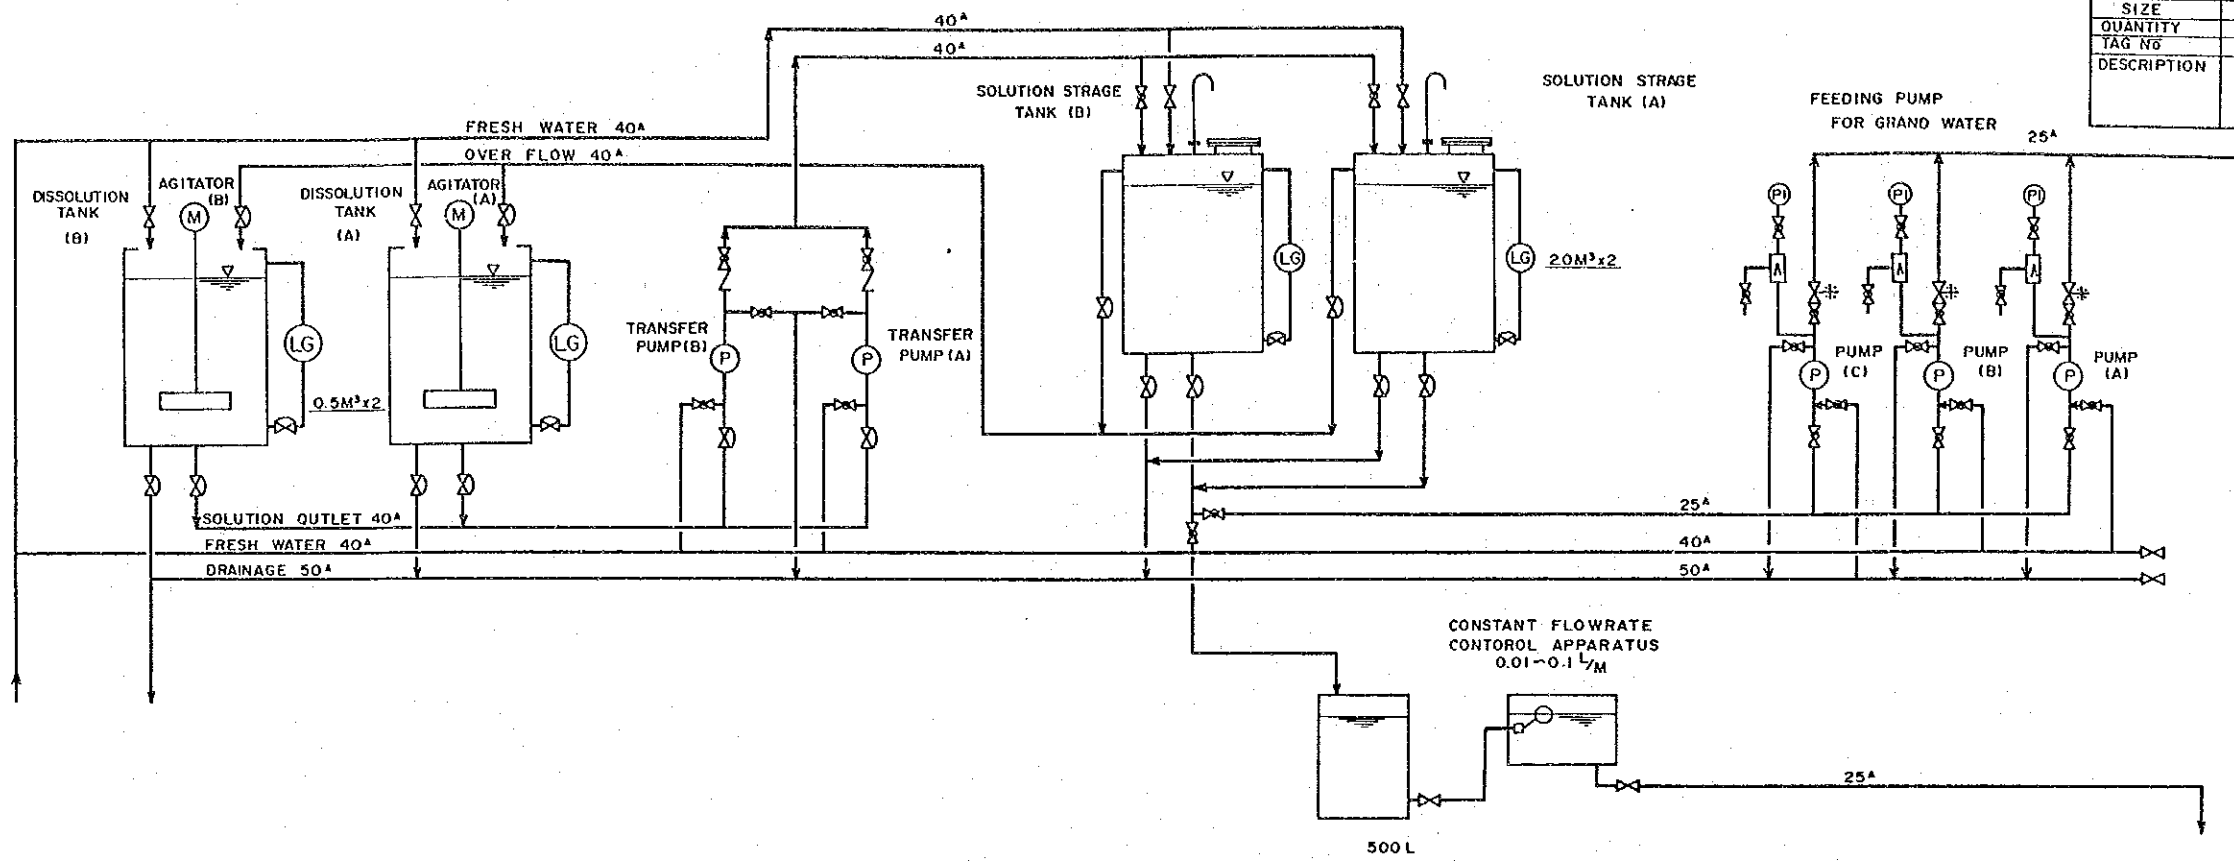 SIZE
QUANTITY
TAG No
DESCRIPTION
40A
40A
SOLUTION STRAGE
TANK (B)
SOLUTION STRAGE
TANK (A)
FEEDING PUMP
FOR GRAND WATER
25A
FRESH WATER 40A
OVER FLOW 40A
DISSOLUTION
TANK
(B)
AGITATOR
(B)
M
DISSOLUTION
TANK
(A)
AGITATOR
(A)
M
PI
PI
PI
A
A
A
LG
LG
20M³x2
LG
LG
0.5M³x2
TRANSFER
PUMP(B)
P
TRANSFER
PUMP(A)
P
PUMP
(C)
P
PUMP
(B)
P
PUMP
(A)
P
SOLUTION OUTLET 40A
25A
FRESH WATER 40A
40A
DRAINAGE 50A
50A
CONSTANT FLOWRATE
CONTOROL APPARATUS
0.01~0.1 L/M
25A
500L